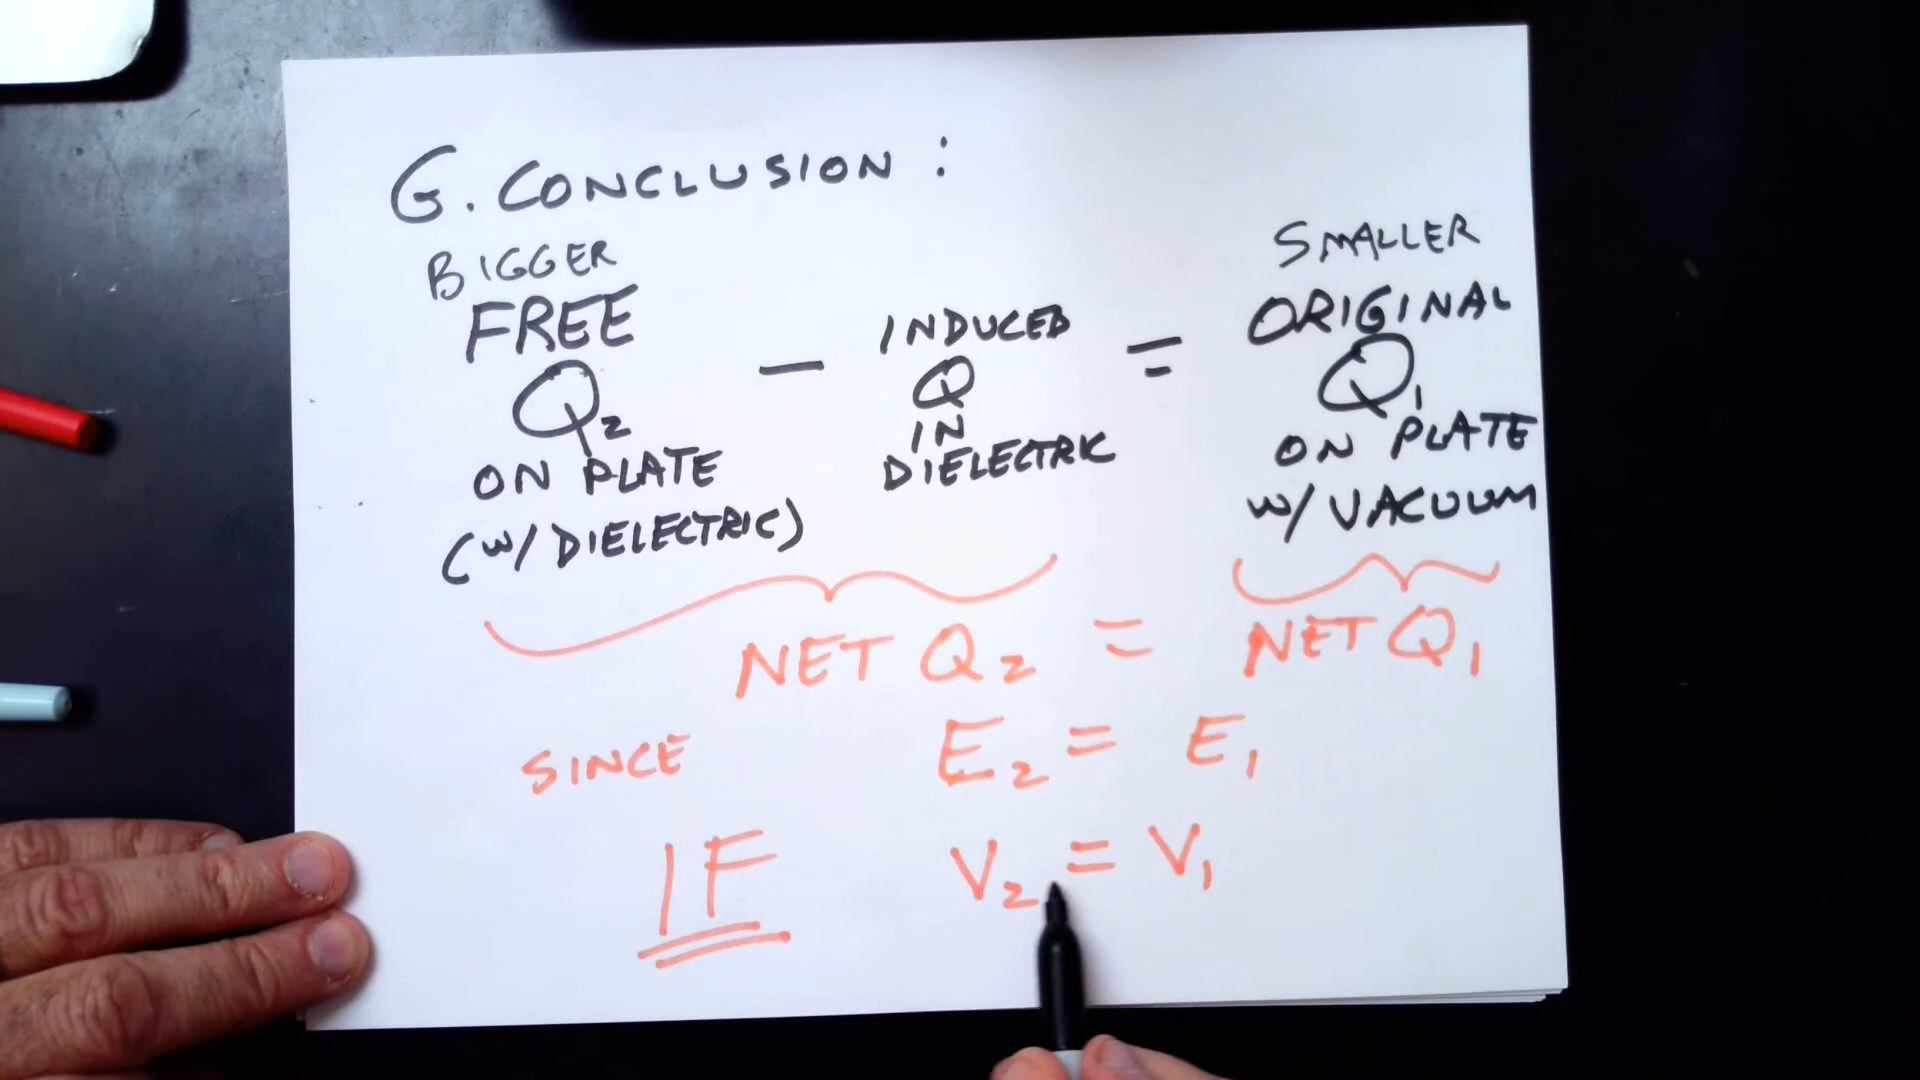 G. CONCLUSION:
BIGGER FREE Q₂ ON PLATE (W/ DIELECTRIC)
—
INDUCED Q IN DIELECTRIC
=
SMALLER ORIGINAL Q₁ ON PLATE W/ VACUUM
NET Q₂ = NET Q₁
SINCE E₂ = E₁
IF V₂ = V₁